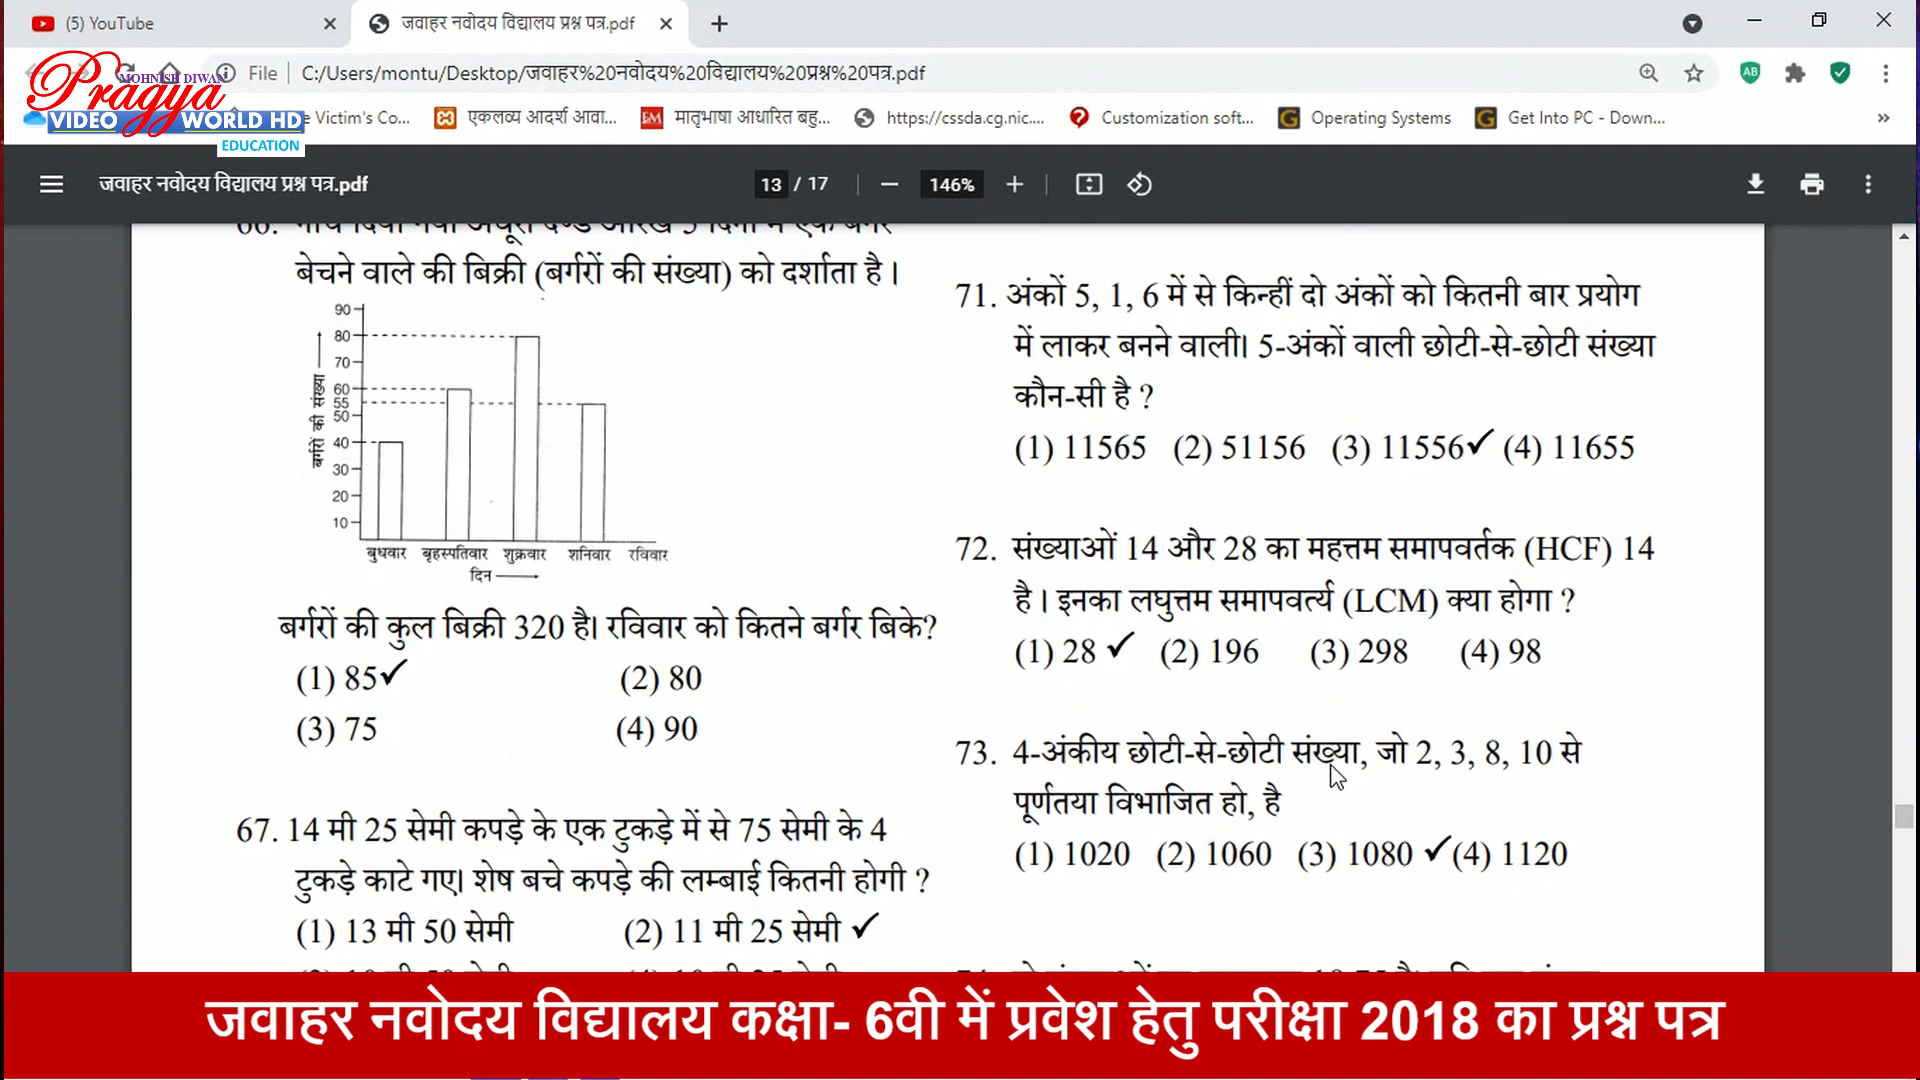 (5) YouTube
जवाहर नवोदय विद्यालय प्रश्न पत्र.pdf
MOHNISH DIWAN
Pragya
VIDEO WORLD HD
EDUCATION
File
C:/Users/montu/Desktop/जवाहर%20नवोदय%20विद्यालय%20प्रश्न%20पत्र.pdf
e Victim's Co...
एकलव्य आदर्श आवा...
मातृभाषा आधारित बहु...
https://cssda.cg.nic....
Customization soft...
Operating Systems
Get Into PC - Down...
जवाहर नवोदय विद्यालय प्रश्न पत्र.pdf
13 / 17
146%
बेचने वाले की बिक्री (बर्गरों की संख्या) को दर्शाता है।
बर्गरों की संख्या
90
80
70
60
55
50
40
30
20
10
बुधवार बृहस्पतिवार शुक्रवार शनिवार रविवार
दिन
बर्गरों की कुल बिक्री 320 है। रविवार को कितने बर्गर बिके?
(1) 85✓ (2) 80
(3) 75 (4) 90
67. 14 मी 25 सेमी कपड़े के एक टुकड़े में से 75 सेमी के 4
टुकड़े काटे गए। शेष बचे कपड़े की लम्बाई कितनी होगी ?
(1) 13 मी 50 सेमी (2) 11 मी 25 सेमी ✓
71. अंकों 5, 1, 6 में से किन्हीं दो अंकों को कितनी बार प्रयोग
में लाकर बनने वाली। 5-अंकों वाली छोटी-से-छोटी संख्या
कौन-सी है ?
(1) 11565 (2) 51156 (3) 11556✓ (4) 11655
72. संख्याओं 14 और 28 का महत्तम समापवर्तक (HCF) 14
है। इनका लघुत्तम समापवर्त्य (LCM) क्या होगा ?
(1) 28 ✓ (2) 196 (3) 298 (4) 98
73. 4-अंकीय छोटी-से-छोटी संख्या, जो 2, 3, 8, 10 से
पूर्णतया विभाजित हो, है
(1) 1020 (2) 1060 (3) 1080 ✓ (4) 1120
जवाहर नवोदय विद्यालय कक्षा- 6वी में प्रवेश हेतु परीक्षा 2018 का प्रश्न पत्र